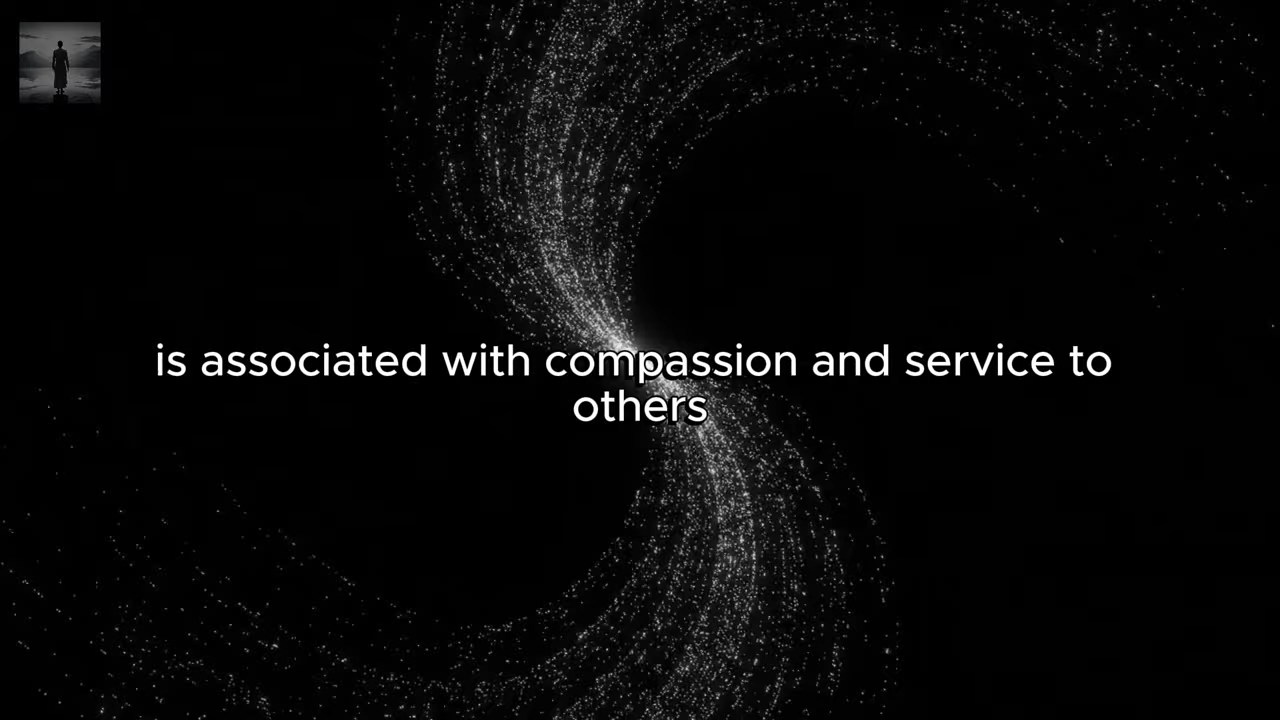 is associated with compassion and service to
others